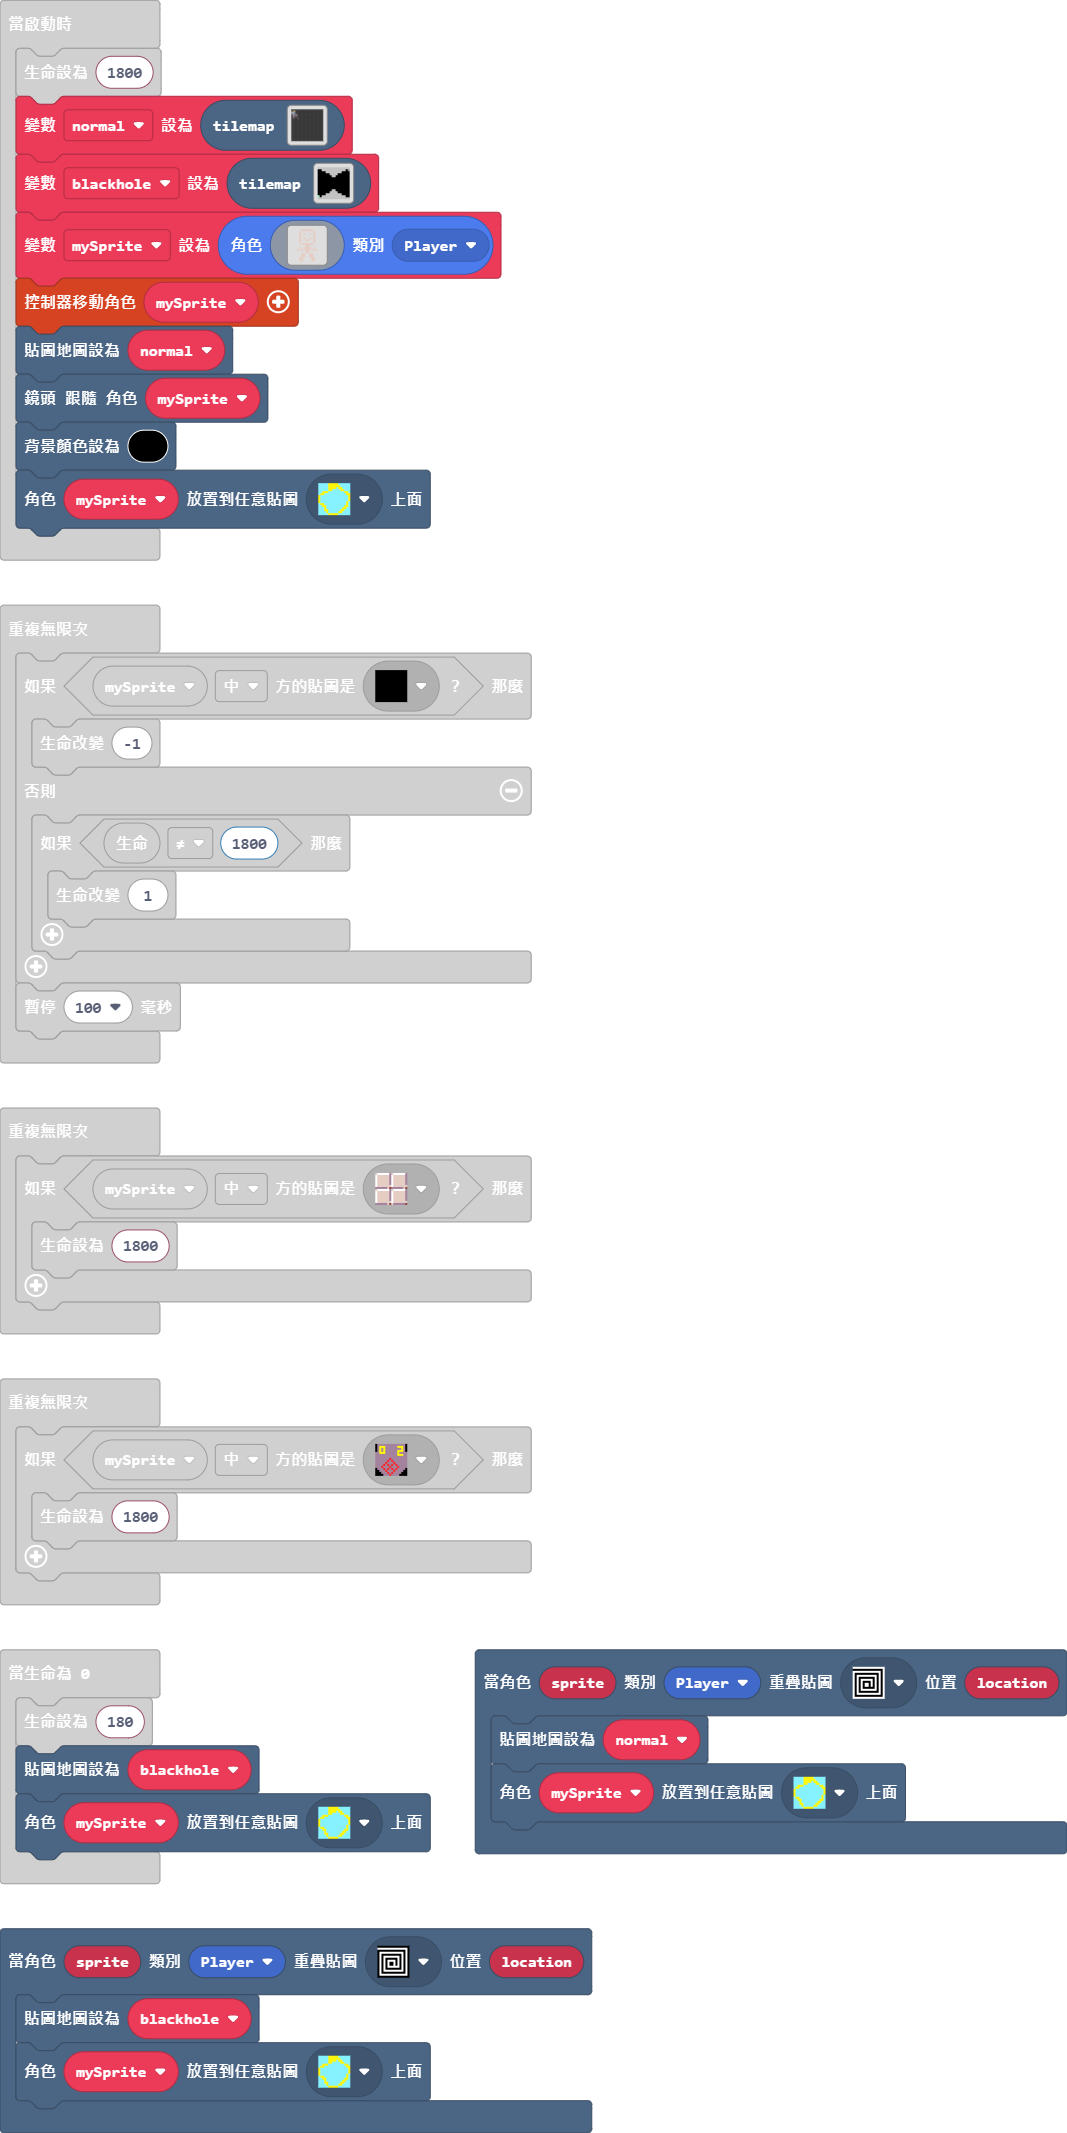 當啟動時
生命設為 1800
變數 normal 設為 tilemap
變數 blackhole 設為 tilemap
變數 mySprite 設為 角色 類別 Player
控制器移動角色 mySprite
貼圖地圖設為 normal
鏡頭 跟隨 角色 mySprite
背景顏色設為
角色 mySprite 放置到任意貼圖 上面
重複無限次
如果 mySprite 中 方的貼圖是 ? 那麼
生命改變 -1
否則
如果 生命 ≠ 1800 那麼
生命改變 1
暫停 100 毫秒
重複無限次
如果 mySprite 中 方的貼圖是 ? 那麼
生命設為 1800
重複無限次
如果 mySprite 中 方的貼圖是 0 2 ? 那麼
生命設為 1800
當生命為 0
生命設為 180
貼圖地圖設為 blackhole
角色 mySprite 放置到任意貼圖 上面
當角色 sprite 類別 Player 重疊貼圖 位置 location
貼圖地圖設為 normal
角色 mySprite 放置到任意貼圖 上面
當角色 sprite 類別 Player 重疊貼圖 位置 location
貼圖地圖設為 blackhole
角色 mySprite 放置到任意貼圖 上面